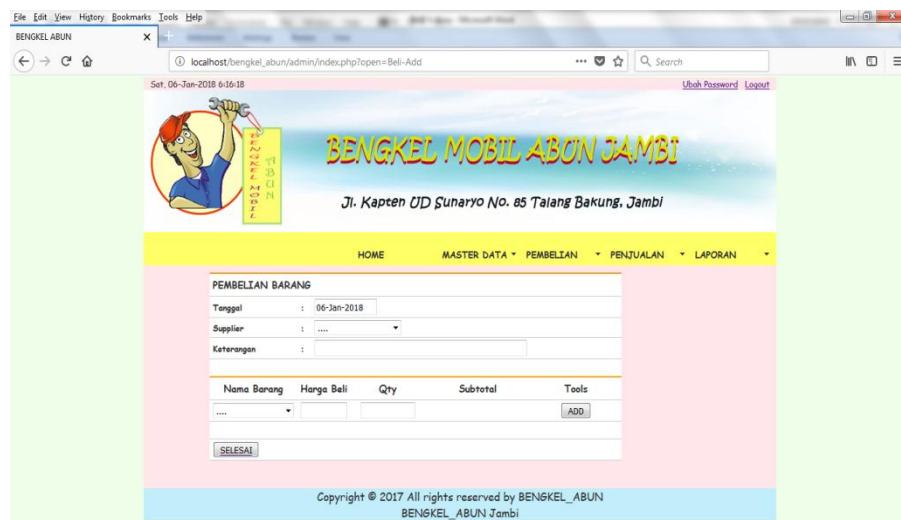 File Edit View History Bookmarks Tools Help
BENGKEL ABUN
localhost/bengkel_abun/admin/index.php?open=Beli-Add
Search
Sat, 06-Jan-2018 6:16:18
Ubah Password Logout
BENGKEL MOBIL ABUN
BENGKEL MOBIL ABUN JAMBI
Jl. Kapten UD Sunaryo No. 85 Talang Bakung, Jambi
HOME MASTER DATA PEMBELIAN PENJUALAN LAPORAN
PEMBELIAN BARANG
Tanggal : 06-Jan-2018
Supplier : ....
Keterangan :
Nama Barang Harga Beli Qty Subtotal Tools
.... ADD
SELESAI
Copyright © 2017 All rights reserved by BENGKEL_ABUN
BENGKEL_ABUN Jambi